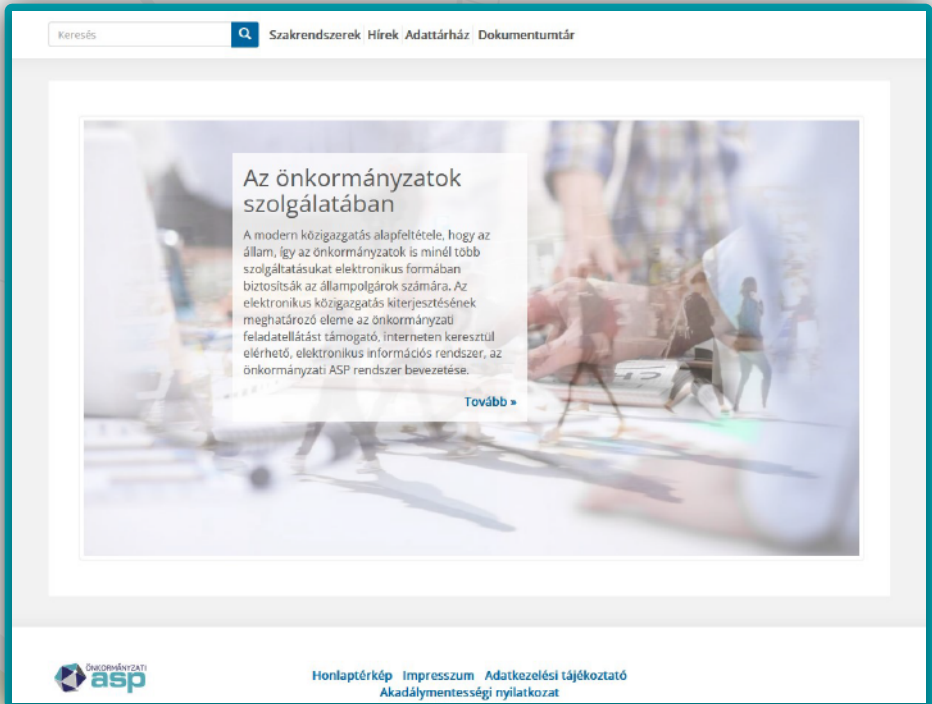 Keresés
Szakrendszerek Hírek Adattárház Dokumentumtár
Az önkormányzatok
szolgálatában
A modern közigazgatás alapfeltétele, hogy az
állam, így az önkormányzatok is minél több
szolgáltatásukat elektronikus formában
biztosítsák az állampolgárok számára. Az
elektronikus közigazgatás kiterjesztésének
meghatározó eleme az önkormányzati
feladatellátást támogató, interneten keresztül
elérhető, elektronikus információs rendszer, az
önkormányzati ASP rendszer bevezetése.
Tovább »
ÖNKORMÁNYZATI
asp
Honlaptérkép Impresszum Adatkezelési tájékoztató
Akadálymentességi nyilatkozat